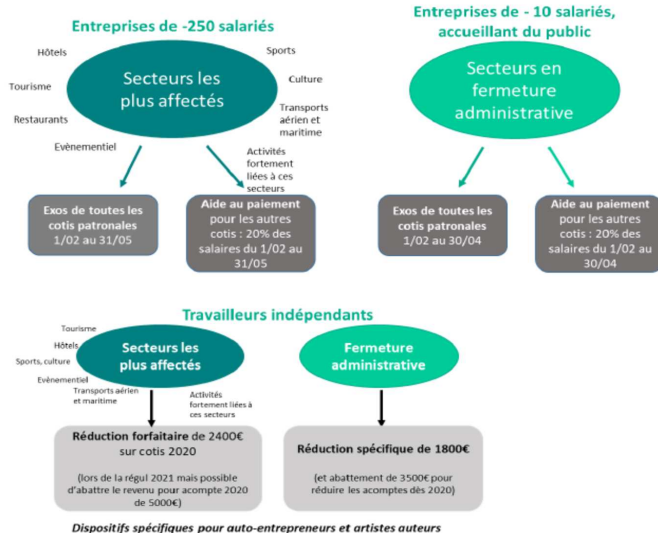 Entreprises de -250 salariés
Hôtels
Sports
Secteurs les
plus affectés
Culture
Tourisme
Transports
aérien et
maritime
Restaurants
Evènementiel
Activités
fortement
liées à ces
secteurs
Exos de toutes les
cotis patronales
1/02 au 31/05
Aide au paiement
pour les autres
cotis : 20% des
salaires du 1/02 au
31/05
Entreprises de - 10 salariés,
accueillant du public
Secteurs en
fermeture
administrative
Exos de toutes les
cotis patronales
1/02 au 30/04
Aide au paiement
pour les autres
cotis : 20% des
salaires du 1/02 au
30/04
Travailleurs indépendants
Tourisme
Hôtels
Sports, culture
Evènementiel
Transports aérien
et maritime
Secteurs les
plus affectés
Activités
fortement liées à
ces secteurs
Réduction forfaitaire de 2400€
sur cotis 2020
(lors de la régul 2021 mais possible
d'abattre le revenu pour acompte 2020
de 5000€)
Fermeture
administrative
Réduction spécifique de 1800€
(et abattement de 3500€ pour
réduire les acomptes dès 2020)
Dispositifs spécifiques pour auto-entrepreneurs et artistes auteurs